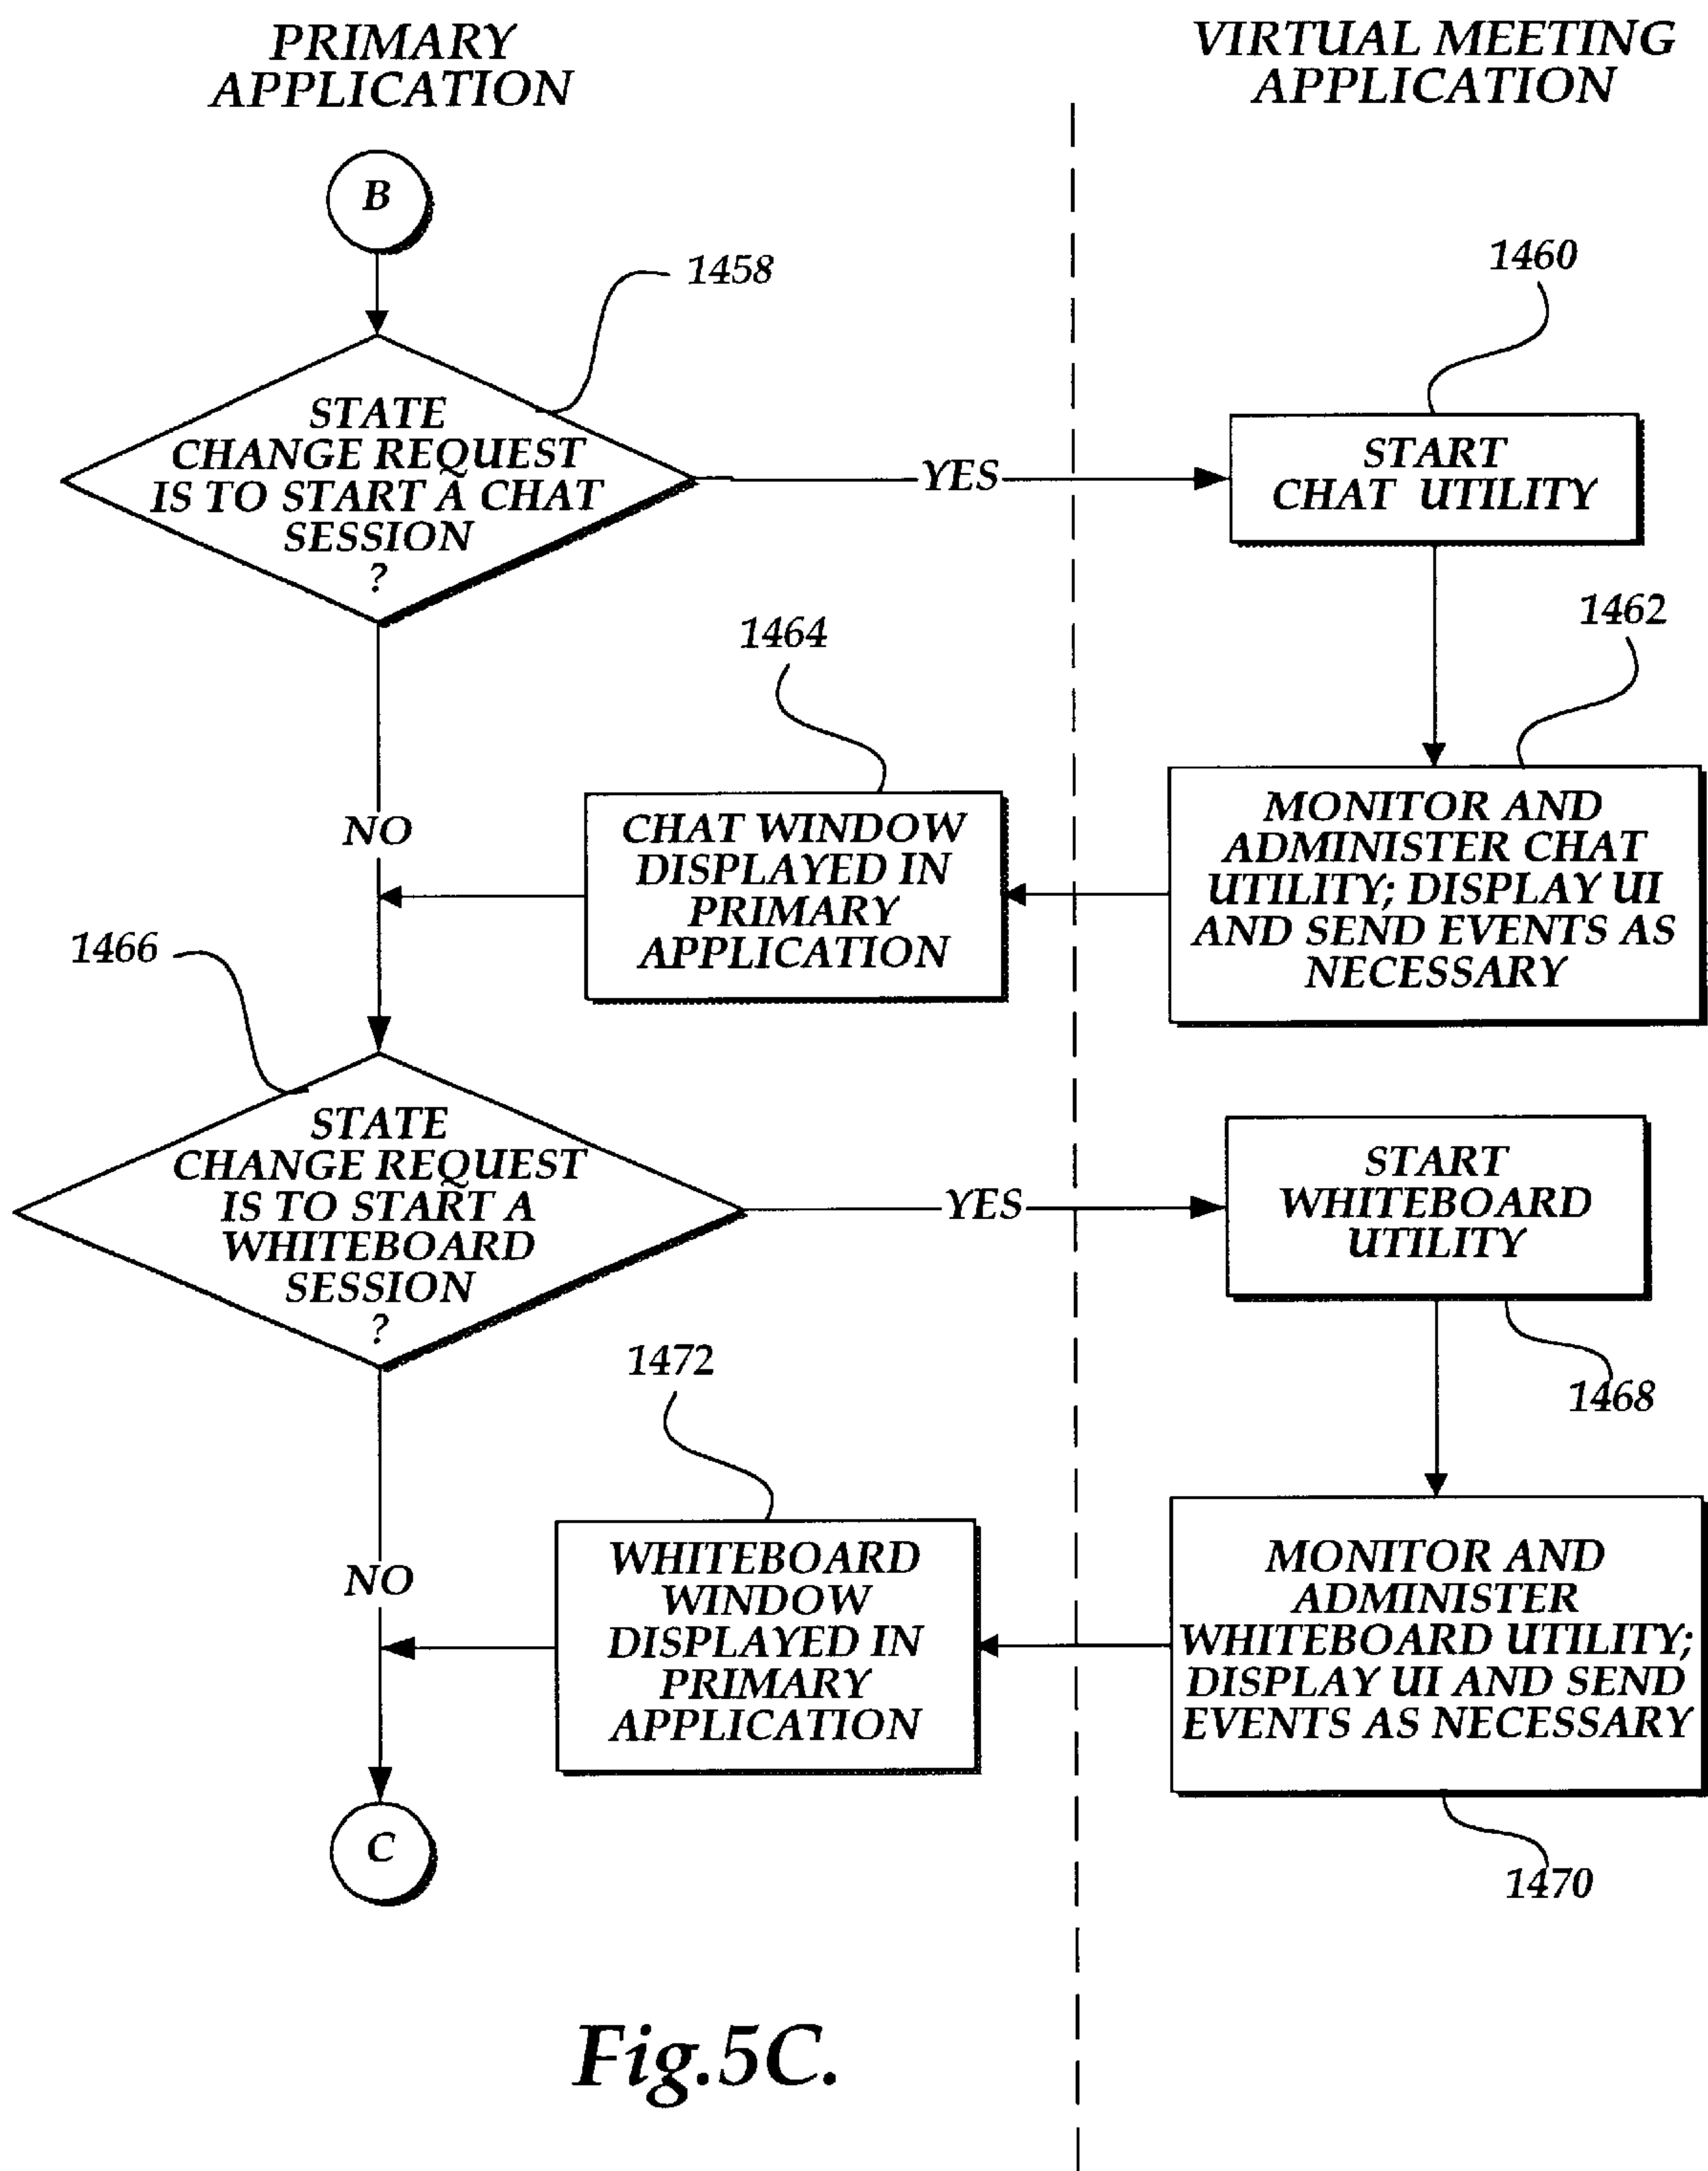 PRIMARY
APPLICATION
VIRTUAL MEETING
APPLICATION
B
1458
1460
STATE
CHANGE REQUEST
IS TO START A CHAT
SESSION
?
YES
START
CHAT UTILITY
1462
1464
NO
CHAT WINDOW
DISPLAYED IN
PRIMARY
APPLICATION
MONITOR AND
ADMINISTER CHAT
UTILITY; DISPLAY UI
AND SEND EVENTS AS
NECESSARY
1466
STATE
CHANGE REQUEST
IS TO START A
WHITEBOARD
SESSION
?
YES
START
WHITEBOARD
UTILITY
1468
1472
NO
WHITEBOARD
WINDOW
DISPLAYED IN
PRIMARY
APPLICATION
MONITOR AND
ADMINISTER
WHITEBOARD UTILITY;
DISPLAY UI AND SEND
EVENTS AS NECESSARY
1470
C
Fig.5C.